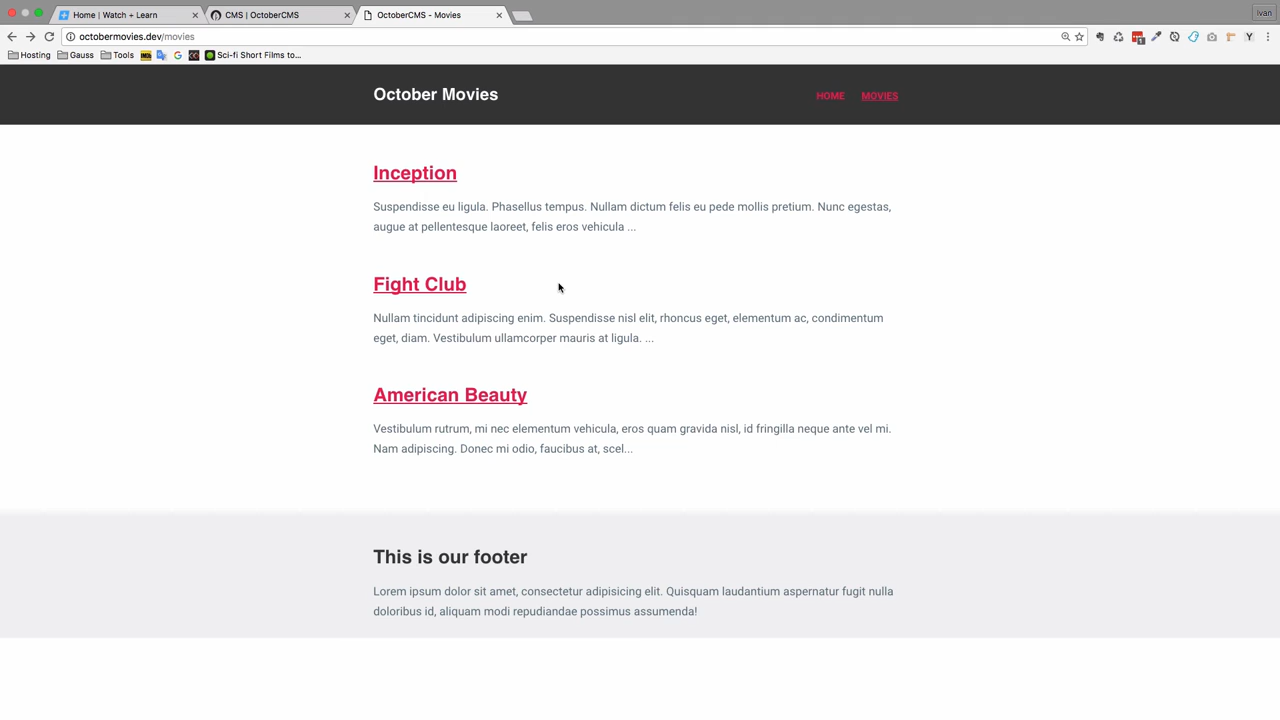 Home | Watch + Learn
CMS | OctoberCMS
OctoberCMS - Movies
Ivan
octobermovies.dev/movies
Hosting
Gauss
Tools
IMDb
G
Sci-fi Short Films to...
October Movies
HOME
MOVIES
Inception
Suspendisse eu ligula. Phasellus tempus. Nullam dictum felis eu pede mollis pretium. Nunc egestas,
augue at pellentesque laoreet, felis eros vehicula ...
Fight Club
Nullam tincidunt adipiscing enim. Suspendisse nisl elit, rhoncus eget, elementum ac, condimentum
eget, diam. Vestibulum ullamcorper mauris at ligula. ...
American Beauty
Vestibulum rutrum, mi nec elementum vehicula, eros quam gravida nisl, id fringilla neque ante vel mi.
Nam adipiscing. Donec mi odio, faucibus at, scel...
This is our footer
Lorem ipsum dolor sit amet, consectetur adipisicing elit. Quisquam laudantium aspernatur fugit nulla
doloribus id, aliquam modi repudiandae possimus assumenda!